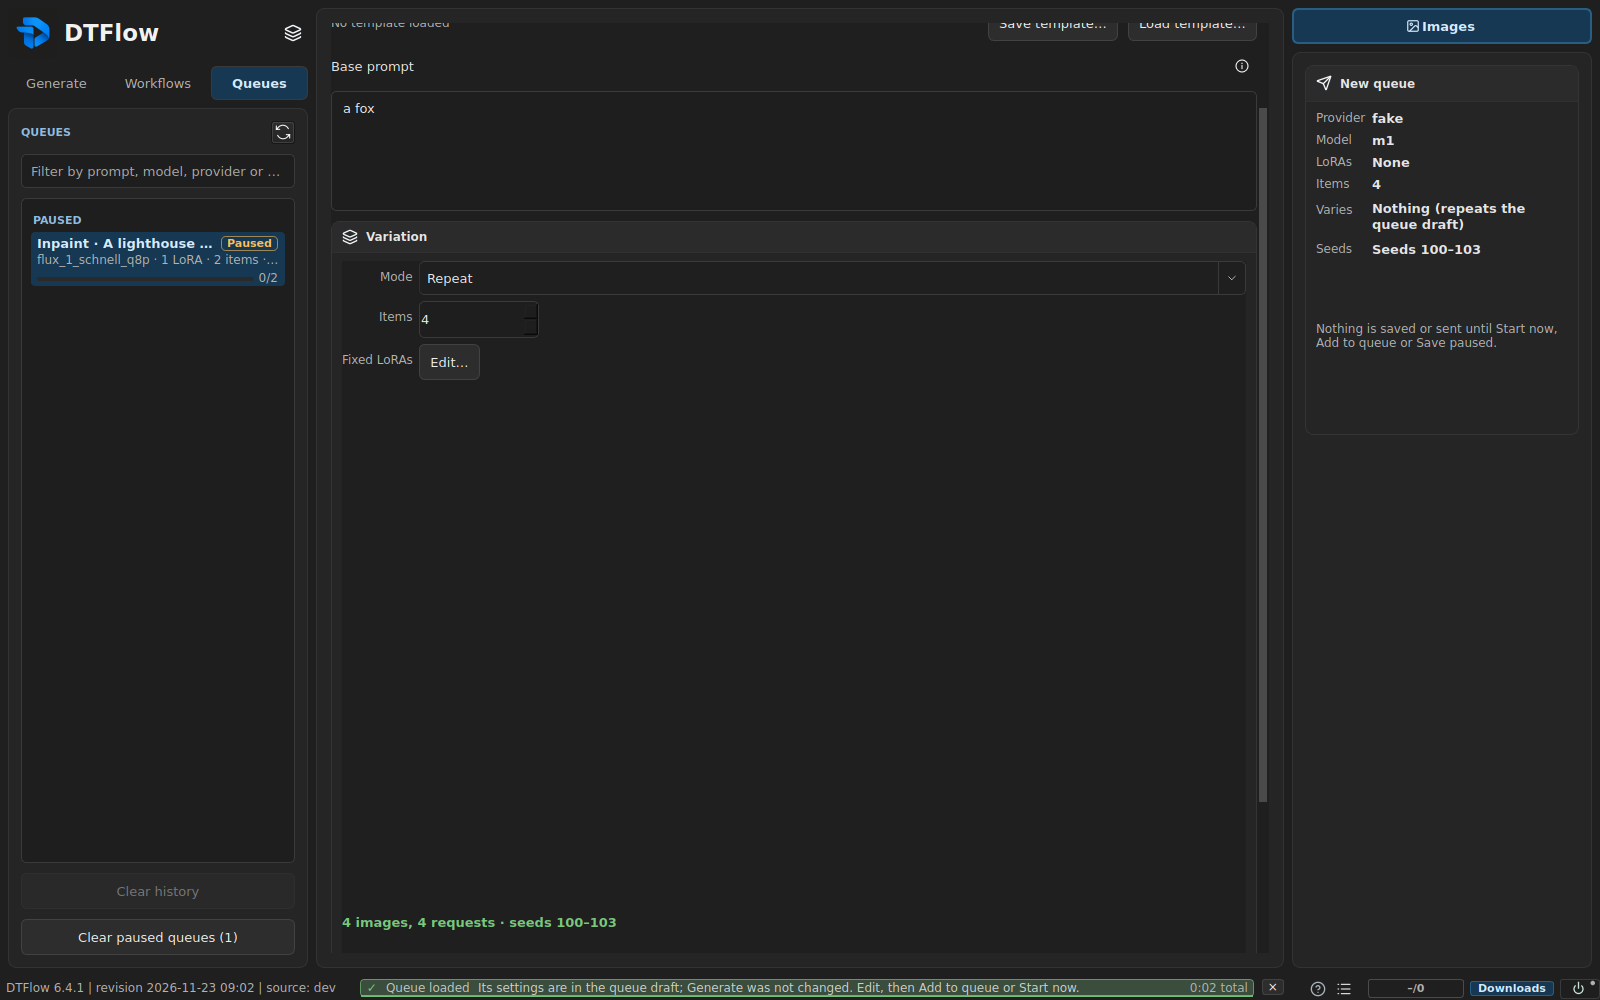 DTFlow
Generate
Workflows
Queues
QUEUES
Filter by prompt, model, provider or ...
PAUSED
Inpaint · A lighthouse ...
Paused
flux_1_schnell_q8p · 1 LoRA · 2 items ·...
0/2
Clear history
Clear paused queues (1)
No template loaded
Save template...
Load template...
Base prompt
a fox
Variation
Mode
Repeat
Items
4
Fixed LoRAs
Edit...
4 images, 4 requests · seeds 100–103
Images
New queue
Provider fake
Model m1
LoRAs None
Items 4
Varies Nothing (repeats the
queue draft)
Seeds Seeds 100–103
Nothing is saved or sent until Start now,
Add to queue or Save paused.
DTFlow 6.4.1 | revision 2026-11-23 09:02 | source: dev
✓ Queue loaded Its settings are in the queue draft; Generate was not changed. Edit, then Add to queue or Start now.
0:02 total
–/0
Downloads